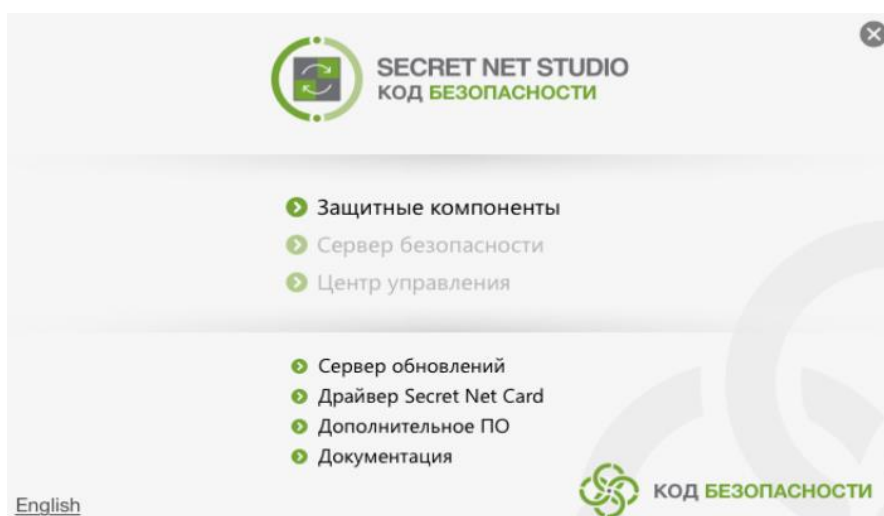 SECRET NET STUDIO
КОД БЕЗОПАСНОСТИ
Защитные компоненты
Сервер безопасности
Центр управления
Сервер обновлений
Драйвер Secret Net Card
Дополнительное ПО
Документация
English
КОД БЕЗОПАСНОСТИ